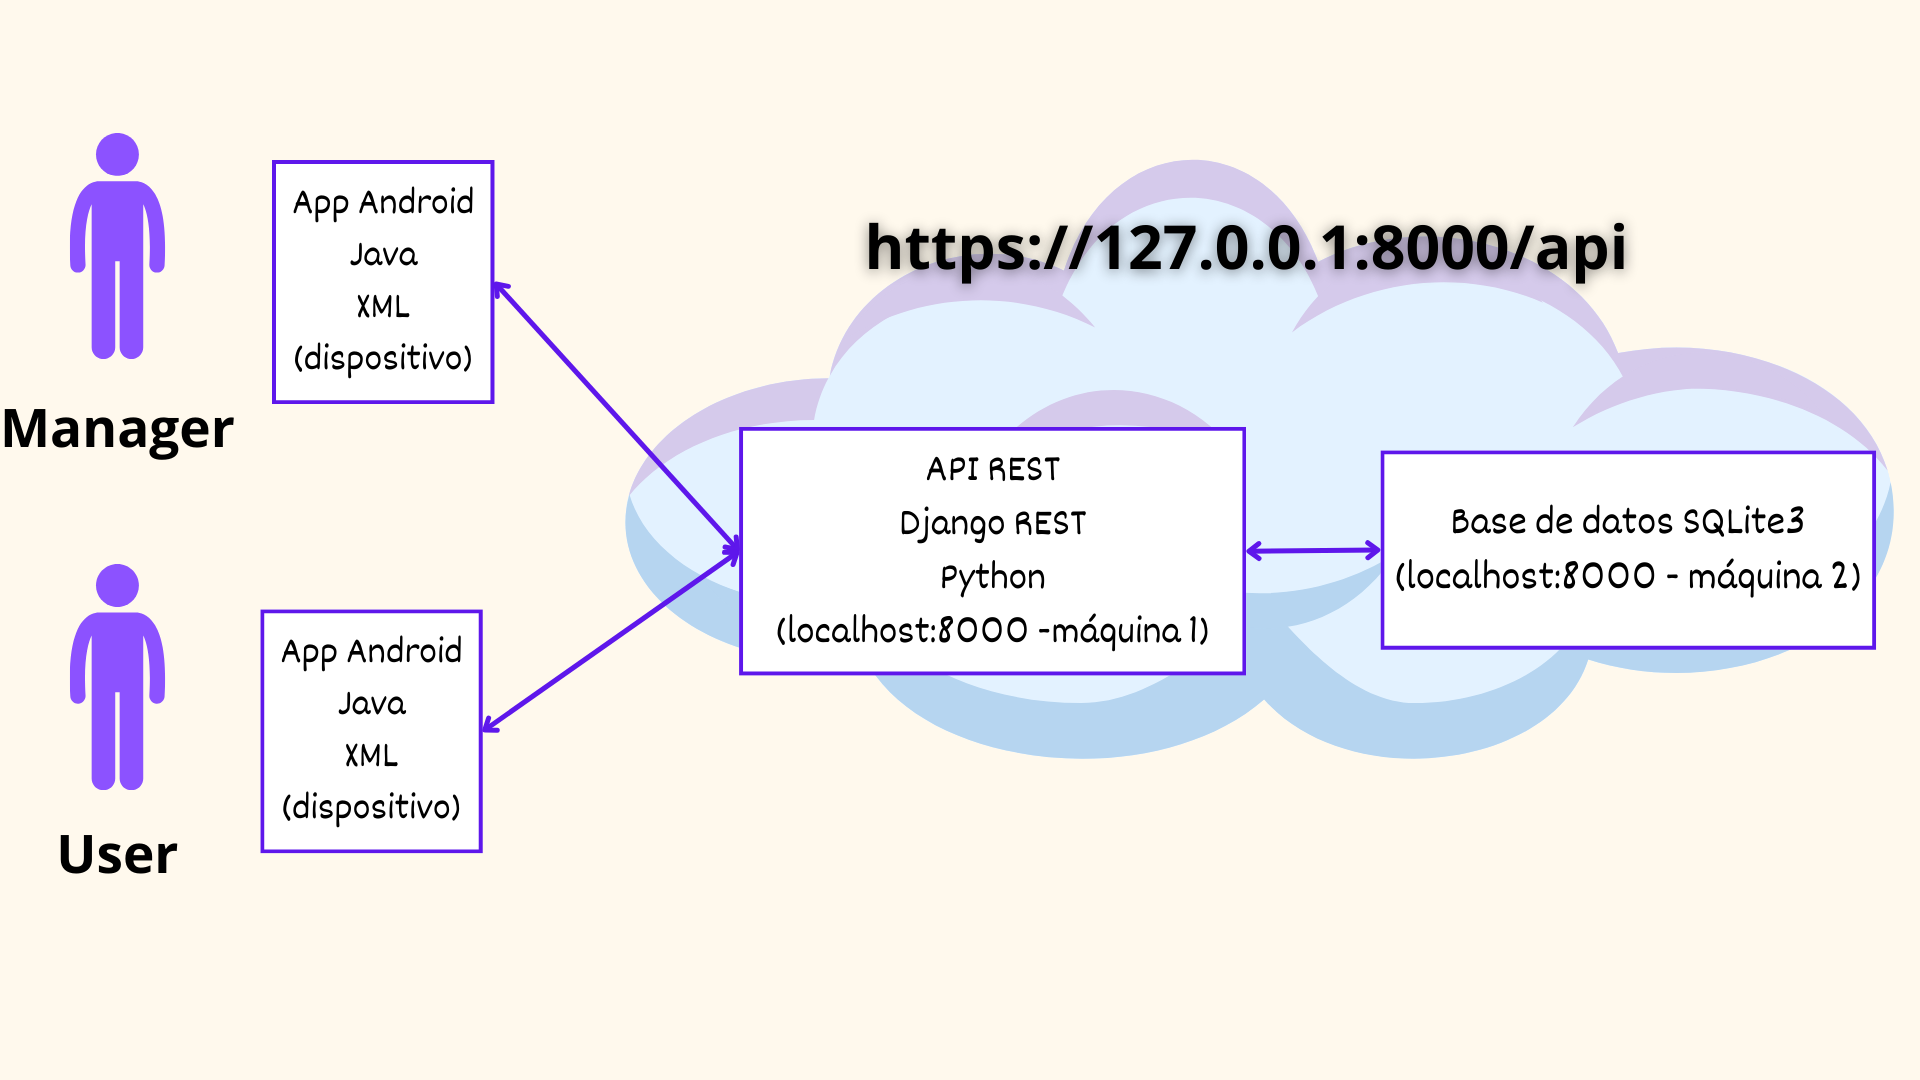 App Android
Java
XML
(dispositivo)
Manager
https://127.0.0.1:8000/api
API REST
Django REST
Python
(localhost:8000 -máquina 1)
Base de datos SQLite3
(localhost:8000 - máquina 2)
App Android
Java
XML
(dispositivo)
User